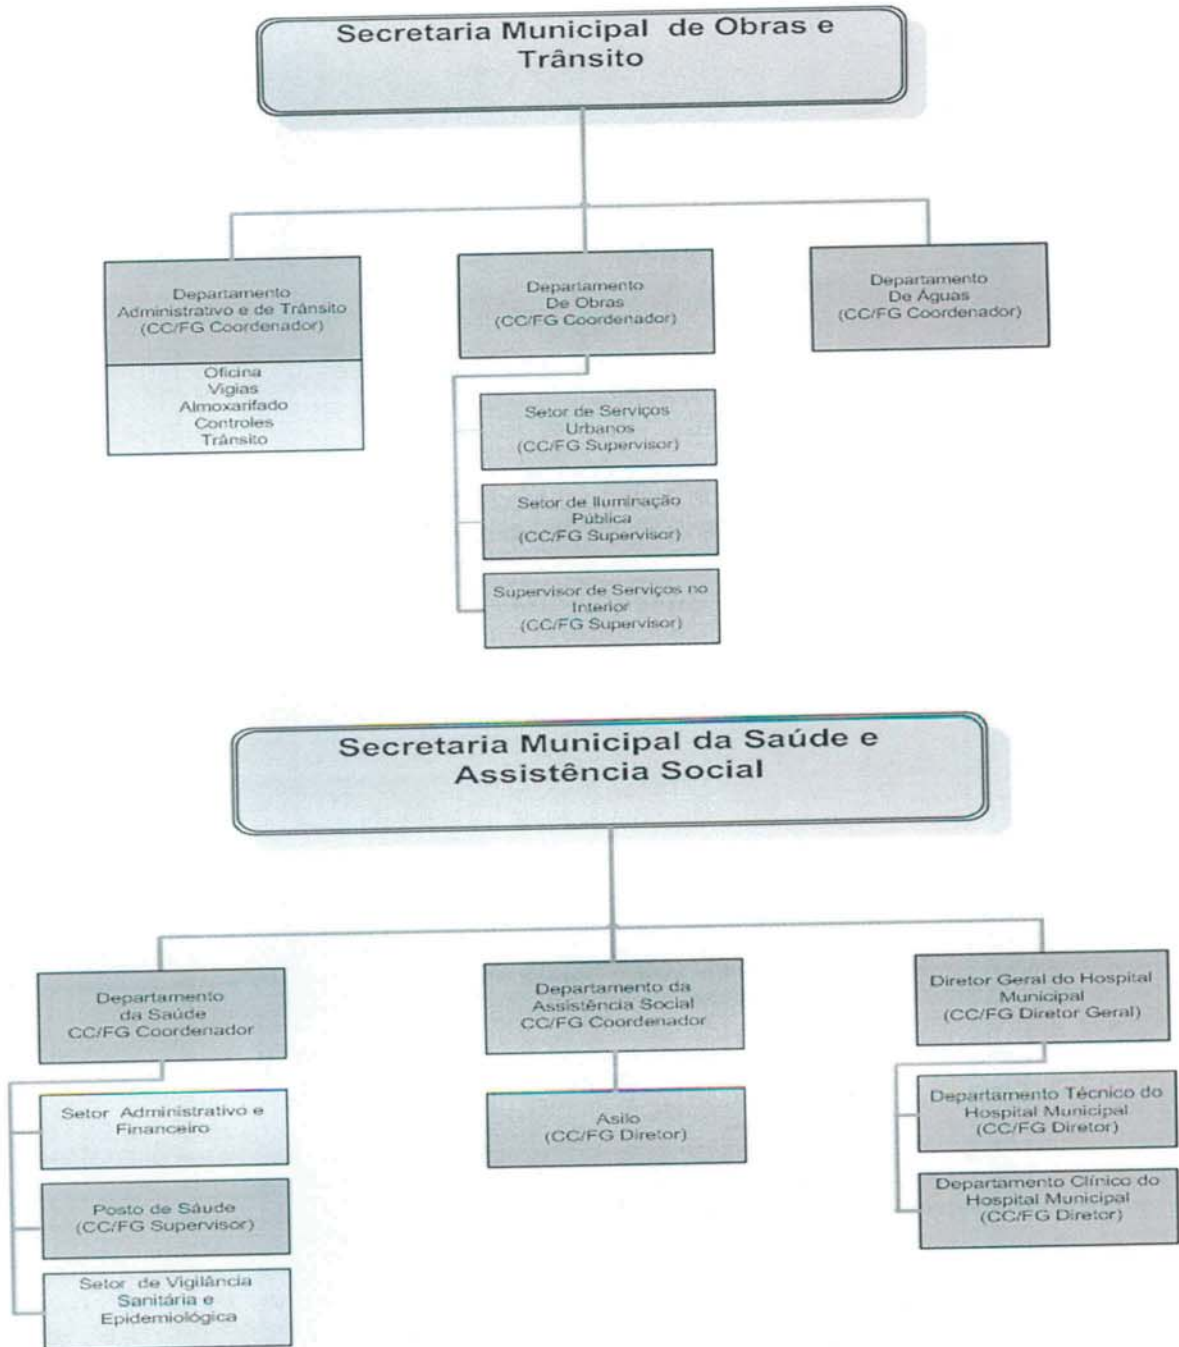 Secretaria Municipal de Obras e
Trânsito
Departamento
Administrativo e de Trânsito
(CC/FG Coordenador)
Oficina
Vigias
Almoxarifado
Controles
Trânsito
Departamento
De Obras
(CC/FG Coordenador)
Setor de Serviços
Urbanos
(CC/FG Supervisor)
Setor de Iluminação
Pública
(CC/FG Supervisor)
Supervisor de Serviços no
Interior
(CC/FG Supervisor)
Departamento
De Águas
(CC/FG Coordenador)
Secretaria Municipal da Saúde e
Assistência Social
Departamento
da Saúde
CC/FG Coordenador
Setor Administrativo e
Financeiro
Posto de Sáude
(CC/FG Supervisor)
Setor de Vigilância
Sanitária e
Epidemiológica
Departamento da
Assistência Social
CC/FG Coordenador
Asilo
(CC/FG Diretor)
Diretor Geral do Hospital
Municipal
(CC/FG Diretor Geral)
Departamento Técnico do
Hospital Municipal
(CC/FG Diretor)
Departamento Clínico do
Hospital Municipal
(CC/FG Diretor)